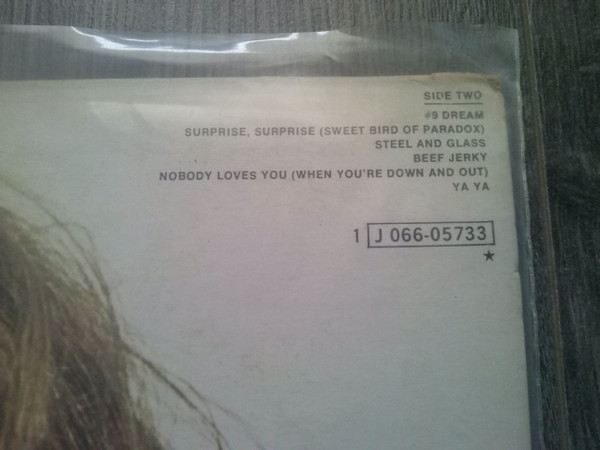 SIDE TWO
#9 DREAM
SURPRISE, SURPRISE (SWEET BIRD OF PARADOX)
STEEL AND GLASS
BEEF JERKY
NOBODY LOVES YOU (WHEN YOU'RE DOWN AND OUT)
YA YA
1 J 066-05733
★